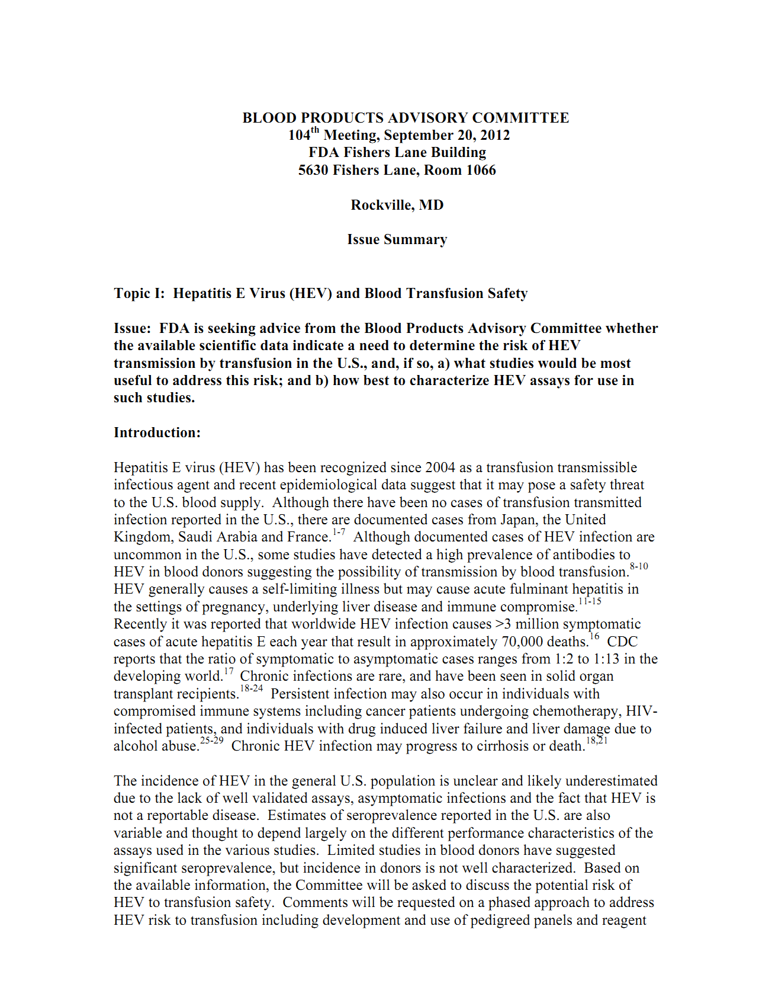 BLOOD PRODUCTS ADVISORY COMMITTEE
104th Meeting, September 20, 2012
FDA Fishers Lane Building
5630 Fishers Lane, Room 1066
Rockville, MD
Issue Summary
Topic I:  Hepatitis E Virus (HEV) and Blood Transfusion Safety
Issue:  FDA is seeking advice from the Blood Products Advisory Committee whether
the available scientific data indicate a need to determine the risk of HEV
transmission by transfusion in the U.S., and, if so, a) what studies would be most
useful to address this risk; and b) how best to characterize HEV assays for use in
such studies.
Introduction:
Hepatitis E virus (HEV) has been recognized since 2004 as a transfusion transmissible
infectious agent and recent epidemiological data suggest that it may pose a safety threat
to the U.S. blood supply.  Although there have been no cases of transfusion transmitted
infection reported in the U.S., there are documented cases from Japan, the United
Kingdom, Saudi Arabia and France.1-7  Although documented cases of HEV infection are
uncommon in the U.S., some studies have detected a high prevalence of antibodies to
HEV in blood donors suggesting the possibility of transmission by blood transfusion.8-10
HEV generally causes a self-limiting illness but may cause acute fulminant hepatitis in
the settings of pregnancy, underlying liver disease and immune compromise.11-15
Recently it was reported that worldwide HEV infection causes >3 million symptomatic
cases of acute hepatitis E each year that result in approximately 70,000 deaths.16  CDC
reports that the ratio of symptomatic to asymptomatic cases ranges from 1:2 to 1:13 in the
developing world.17  Chronic infections are rare, and have been seen in solid organ
transplant recipients.18-24  Persistent infection may also occur in individuals with
compromised immune systems including cancer patients undergoing chemotherapy, HIV-
infected patients, and individuals with drug induced liver failure and liver damage due to
alcohol abuse.25-29  Chronic HEV infection may progress to cirrhosis or death.18,21
The incidence of HEV in the general U.S. population is unclear and likely underestimated
due to the lack of well validated assays, asymptomatic infections and the fact that HEV is
not a reportable disease.  Estimates of seroprevalence reported in the U.S. are also
variable and thought to depend largely on the different performance characteristics of the
assays used in the various studies.  Limited studies in blood donors have suggested
significant seroprevalence, but incidence in donors is not well characterized.  Based on
the available information, the Committee will be asked to discuss the potential risk of
HEV to transfusion safety.  Comments will be requested on a phased approach to address
HEV risk to transfusion including development and use of pedigreed panels and reagent